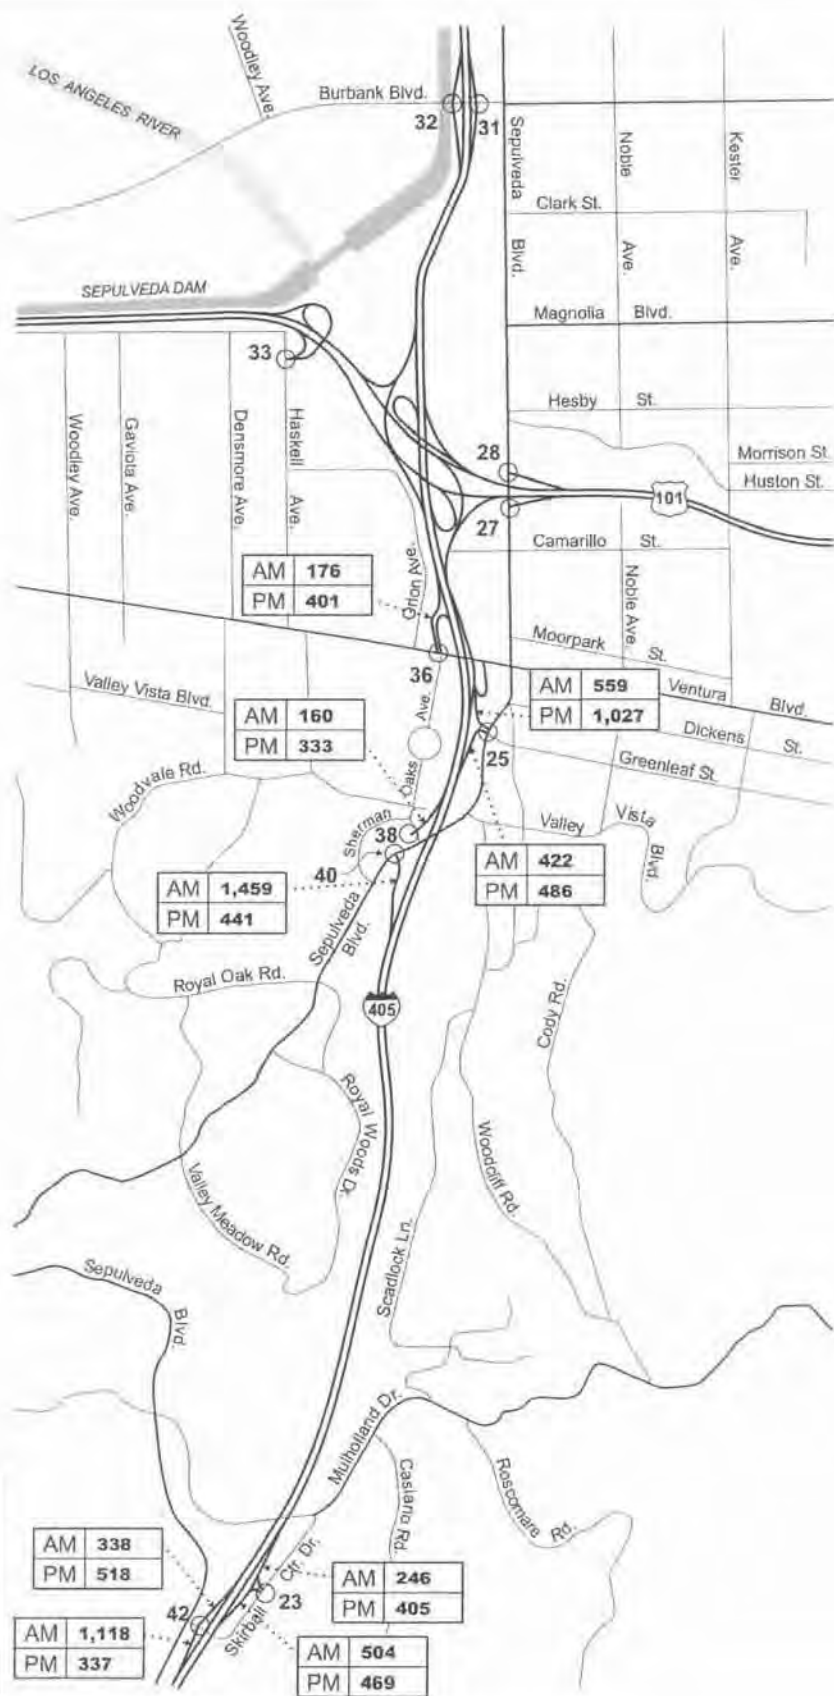 Woodley Ave.
LOS ANGELES RIVER
Burbank Blvd.
32
31
Sepulveda Blvd.
Noble Ave.
Kester Ave.
Clark St.
SEPULVEDA DAM
Magnolia Blvd.
33
Hesby St.
Woodley Ave.
Gaviota Ave.
Densmore Ave.
Haskell Ave.
28
Morrison St.
Huston St.
101
27
Camarillo St.
Orion Ave.
Noble Ave.
AM 176
PM 401
Moorpark St.
36
Valley Vista Blvd.
AM 559
PM 1,027
Ventura Blvd.
AM 160
PM 333
Dickens St.
25
Greenleaf St.
Woodvale Rd.
Sherman Oaks Ave.
38
Valley Vista Blvd.
40
AM 422
PM 486
AM 1,459
PM 441
Sepulveda Blvd.
Royal Oak Rd.
405
Cody Rd.
Royal Woods Dr.
Woodcliff Rd.
Valley Meadow Rd.
Scadlock Ln.
Sepulveda Blvd.
Mulholland Dr.
Casiano Rd.
Roscomare Rd.
AM 338
PM 518
Skirball Ctr. Dr.
AM 246
PM 405
23
42
AM 1,118
PM 337
AM 504
PM 469